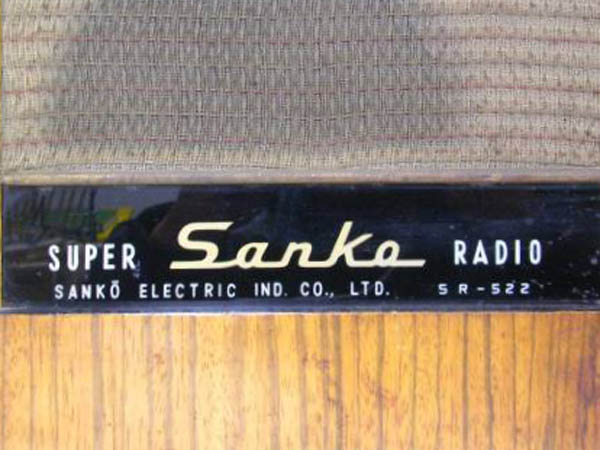 SUPER Sanko RADIO
SANKŌ ELECTRIC IND. CO., LTD. SR-522